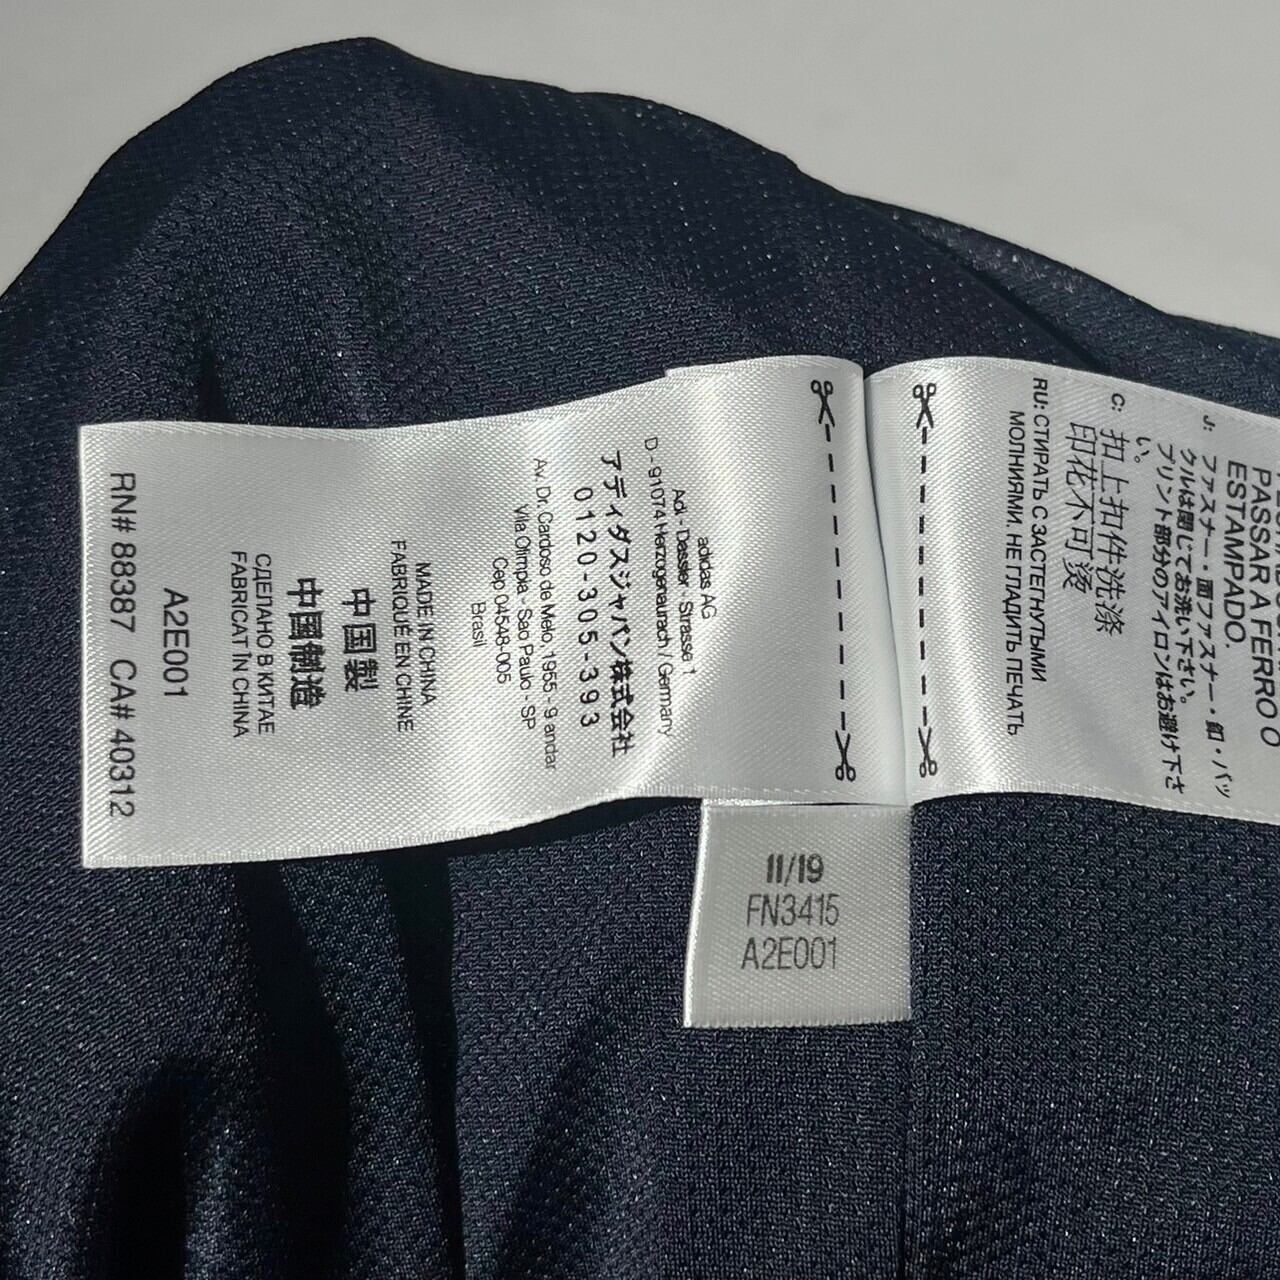 adidas AG
Adi - Dassler - Strasse 1
D - 91074 Herzogenaurach / Germany
アディダスジャパン株式会社
0120-305-393
Av. Dr. Cardoso de Melo, 1955 - 9 andar
Vila Olimpia - Sao Paulo - SP
Cep 04548-005
Brasil
MADE IN CHINA
FABRIQUÉ EN CHINE
中国製
中国制造
СДЕЛАНО В КИТАЕ
FABRICAT ÎN CHINA
A2E001
RN# 88387 CA# 40312
PASSAR A FERRO O
ESTAMPADO.
J: ファスナー・面ファスナー・釦・バッ
クルは閉じてお洗い下さい。
プリント部分のアイロンはお避け下さ
い。
C: 扣上扣件洗涤
印花不可烫
RU: СТИРАТЬ С ЗАСТЕГНУТЫМИ
МОЛНИЯМИ. НЕ ГЛАДИТЬ ПЕЧАТЬ
11/19
FN3415
A2E001